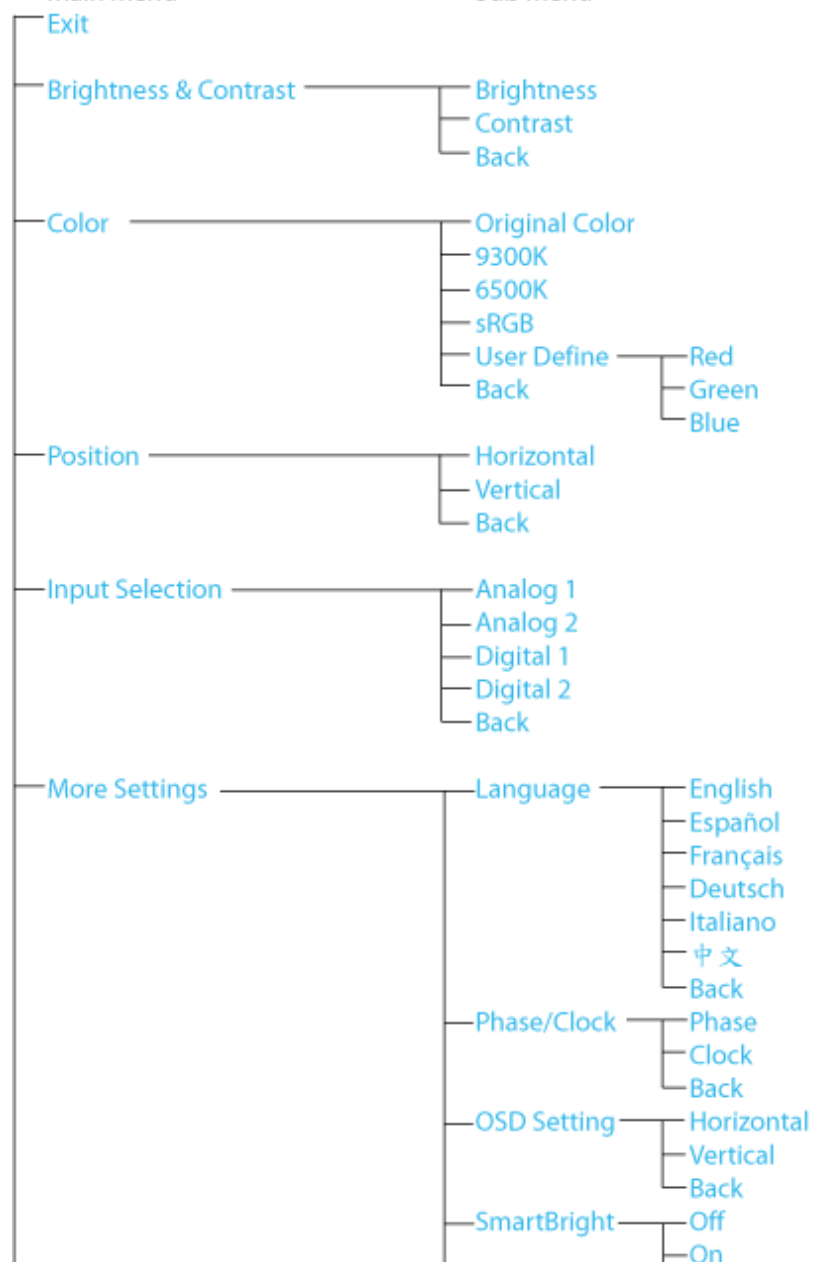 Exit
Brightness & Contrast Brightness
Contrast
Back
Color Original Color
9300K
6500K
sRGB
User Define Red
Back Green
Blue
Position Horizontal
Vertical
Back
Input Selection Analog 1
Analog 2
Digital 1
Digital 2
Back
More Settings Language English
Español
Français
Deutsch
Italiano
中文
Back
Phase/Clock Phase
Clock
Back
OSD Setting Horizontal
Vertical
Back
SmartBright Off
On